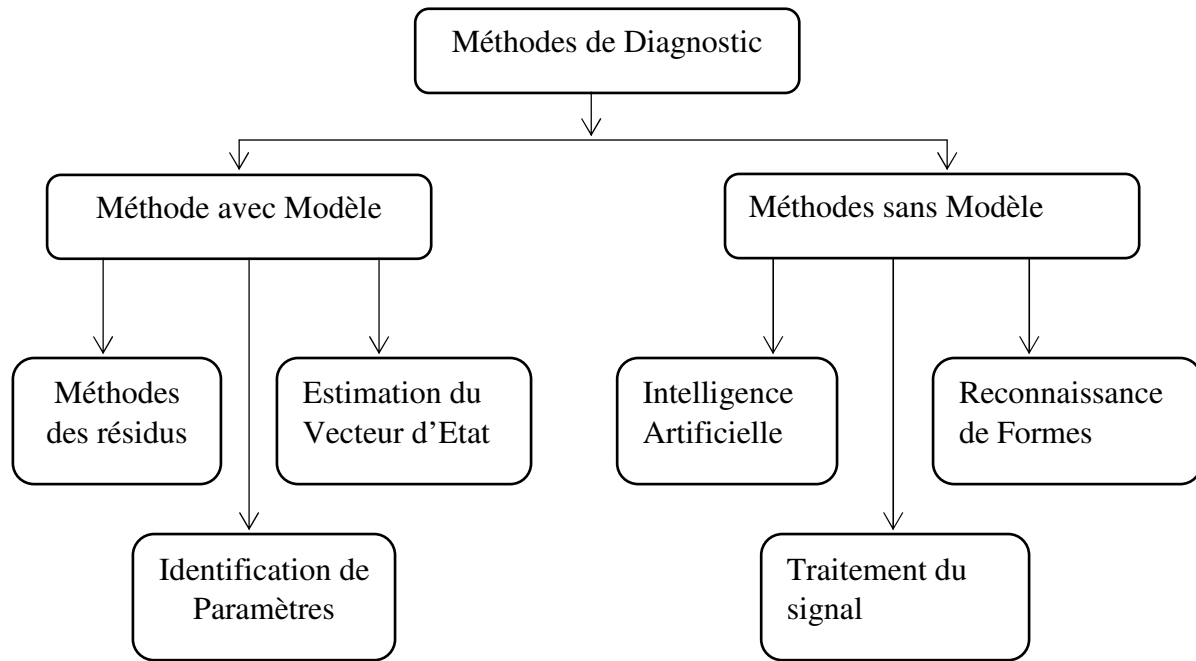 Méthodes de Diagnostic
Méthode avec Modèle
Méthodes sans Modèle
Méthodes
des résidus
Estimation du
Vecteur d’Etat
Intelligence
Artificielle
Reconnaissance
de Formes
Identification de
Paramètres
Traitement du
signal